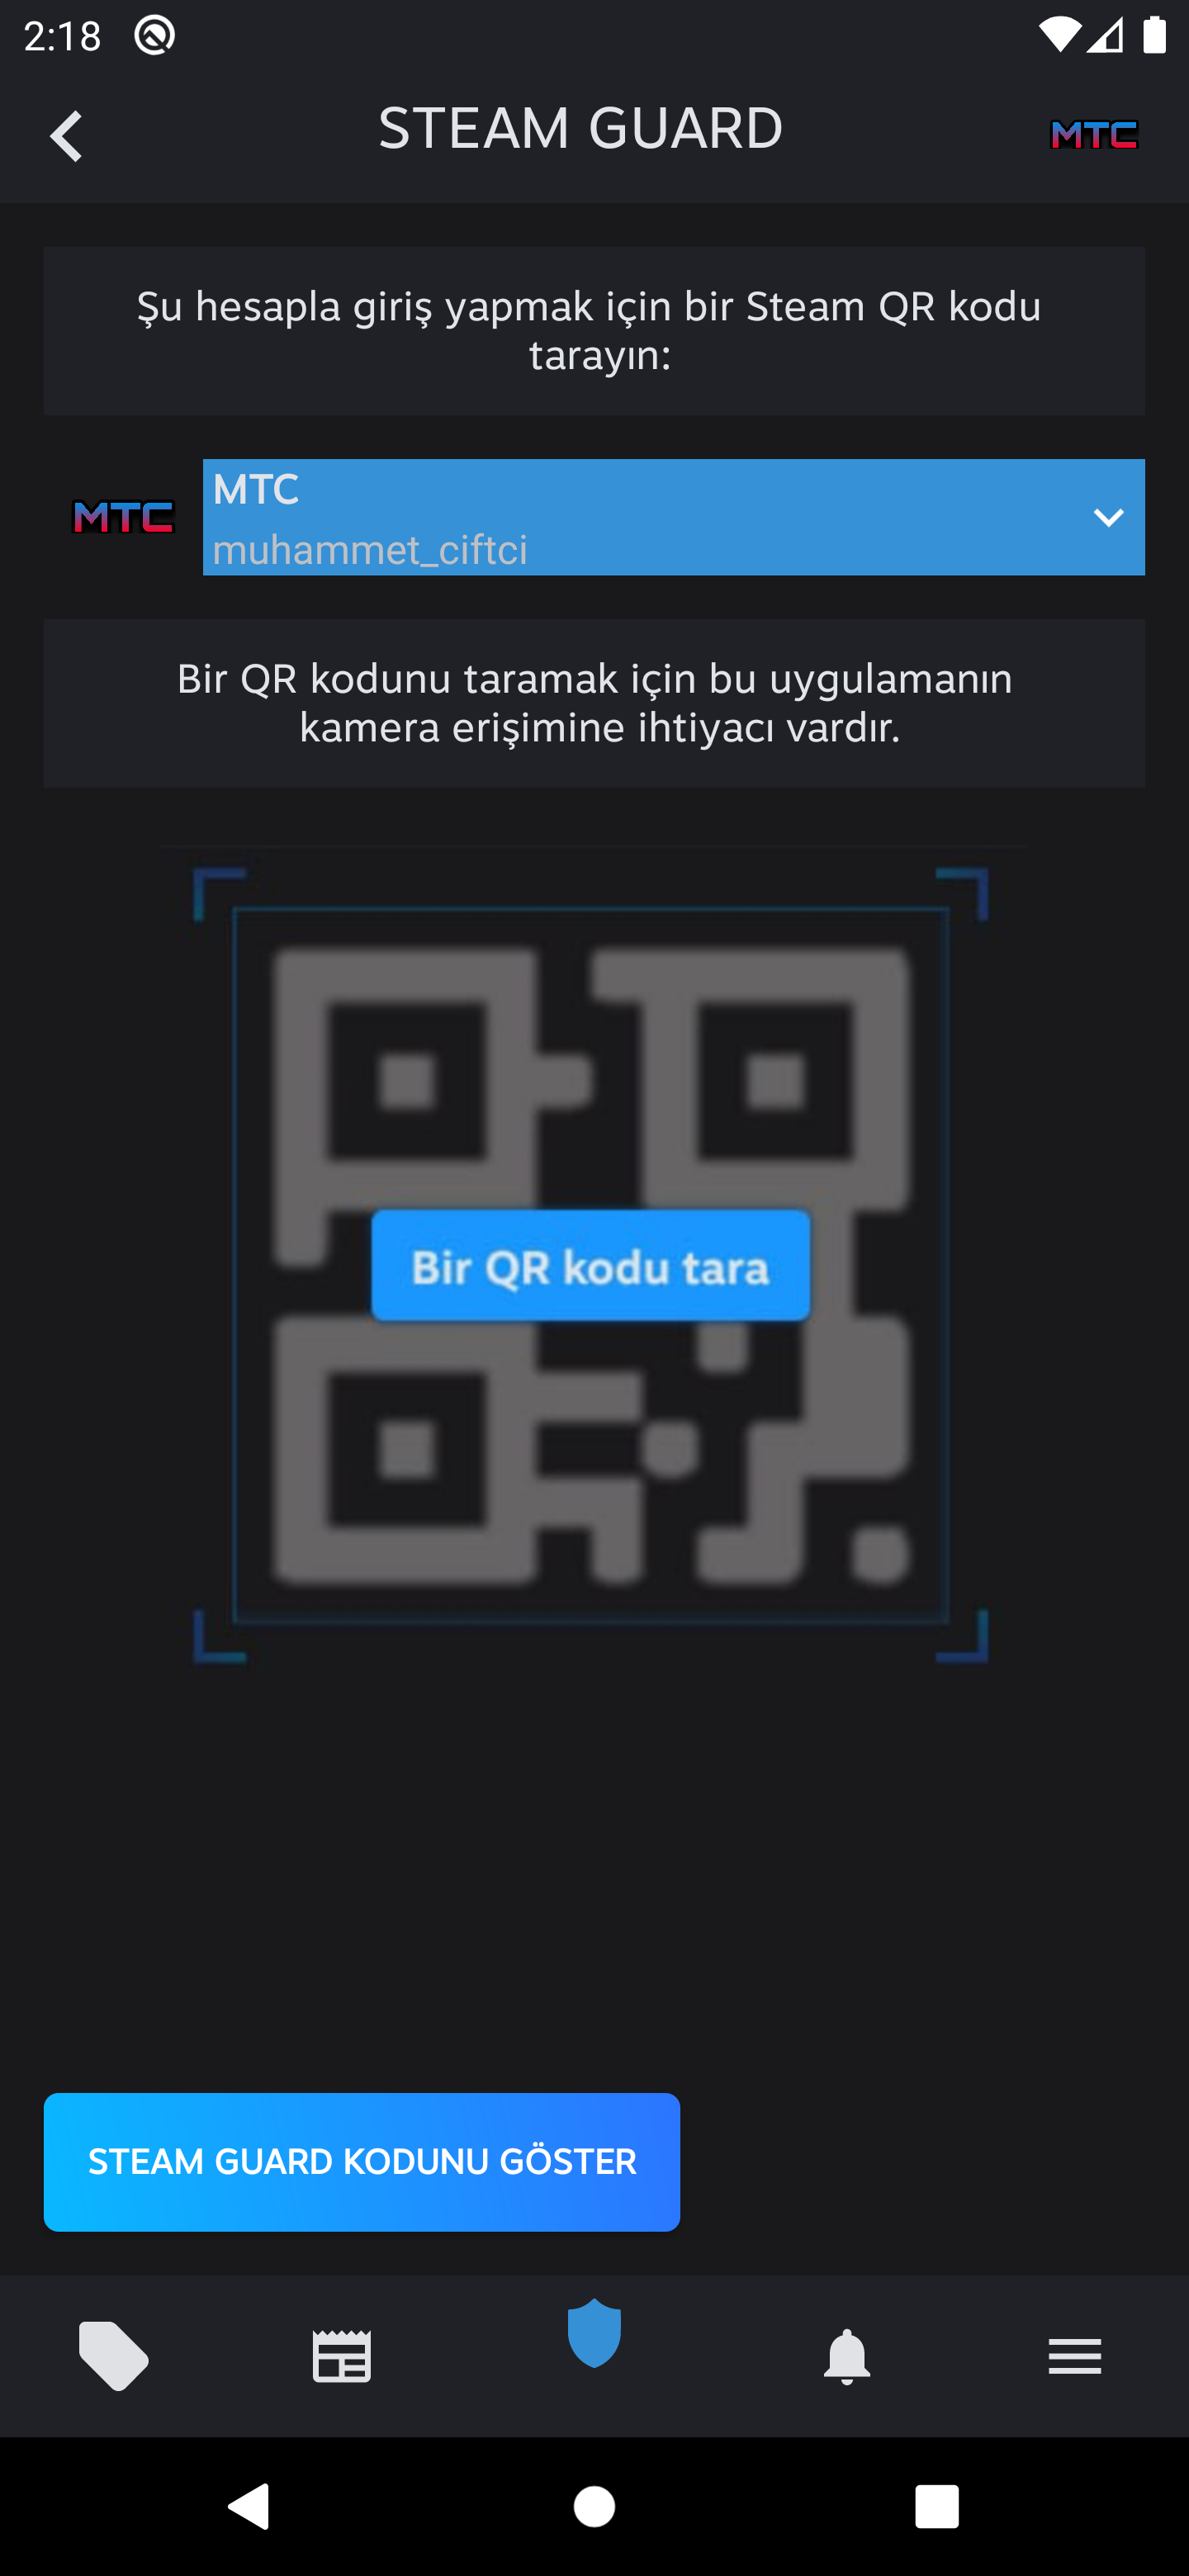 2:18
STEAM GUARD
MTC
Şu hesapla giriş yapmak için bir Steam QR kodu
tarayın:
MTC
MTC
muhammet_ciftci
Bir QR kodunu taramak için bu uygulamanın
kamera erişimine ihtiyacı vardır.
Bir QR kodu tara
STEAM GUARD KODUNU GÖSTER